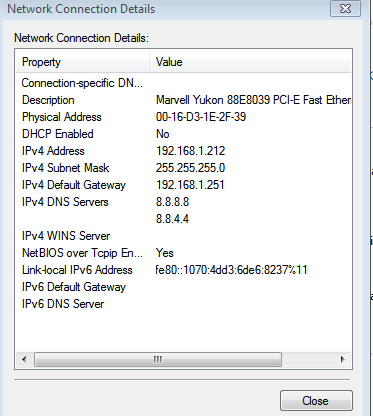 Network Connection Details
Network Connection Details:
Property Value
Connection-specific DN...
Description Marvell Yukon 88E8039 PCI-E Fast Ether
Physical Address 00-16-D3-1E-2F-39
DHCP Enabled No
IPv4 Address 192.168.1.212
IPv4 Subnet Mask 255.255.255.0
IPv4 Default Gateway 192.168.1.251
IPv4 DNS Servers 8.8.8.8
8.8.4.4
IPv4 WINS Server
NetBIOS over Tcpip En... Yes
Link-local IPv6 Address fe80::1070:4dd3:6de6:8237%11
IPv6 Default Gateway
IPv6 DNS Server
Close